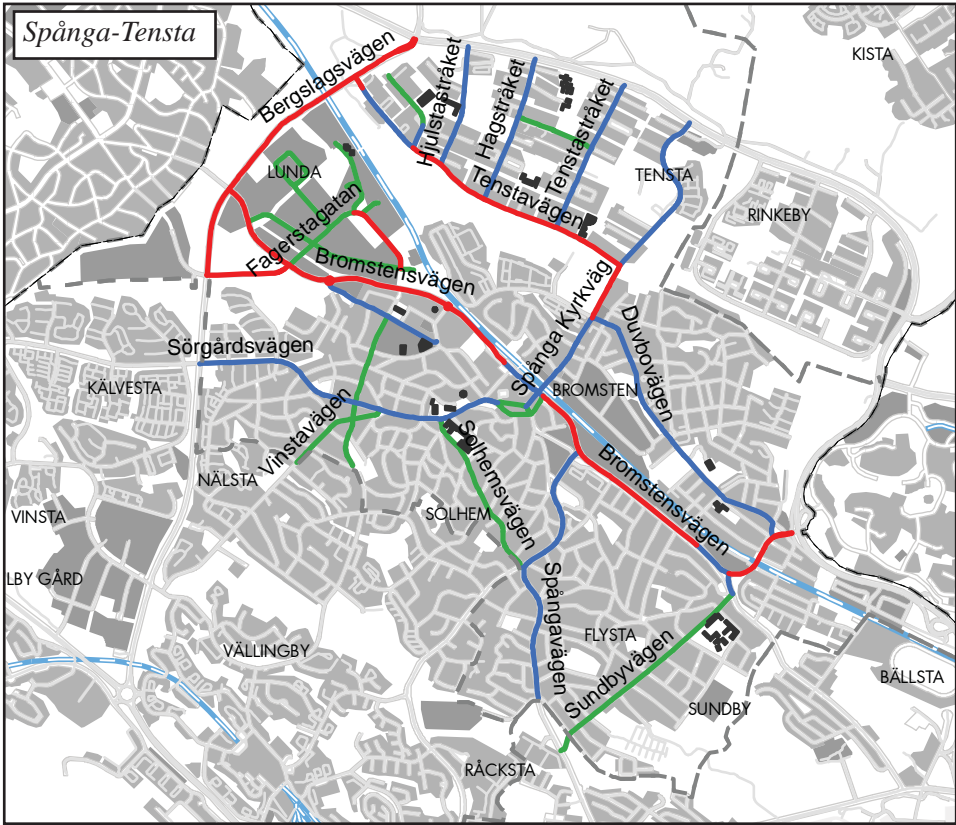 Spånga-Tensta
KISTA
Bergslagsvägen
Hjulstastråket
Hagstråket
Tenstastråket
LUNDA
TENSTA
Tenstavägen
RINKEBY
Fagerstagatan
Bromstensvägen
Spånga Kyrkväg
Duvbovägen
Sörgårdsvägen
KÄLVESTA
BROMSTEN
Vinstavägen
NÄLSTA
Solhemsvägen
Bromstensvägen
VINSTA
SOLHEM
LBY GÅRD
Spångavägen
FLYSTA
VÄLLINGBY
Sundbyvägen
BÄLLSTA
SUNDBY
RÅCKSTA